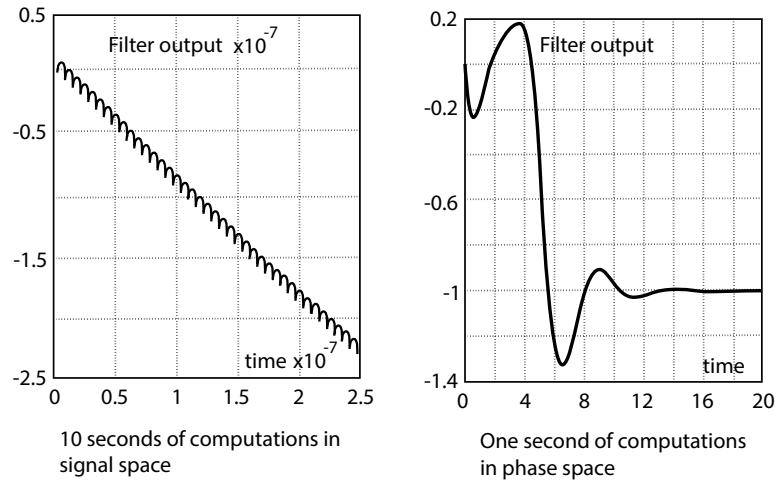 0.5
Filter output x10-7
-0.5
-1.5
time x10-7
-2.5
0 0.5 1 1.5 2 2.5
10 seconds of computations in
signal space
0.2
Filter output
-0.2
-0.6
-1
time
-1.4
0 4 8 12 16 20
One second of computations
in phase space